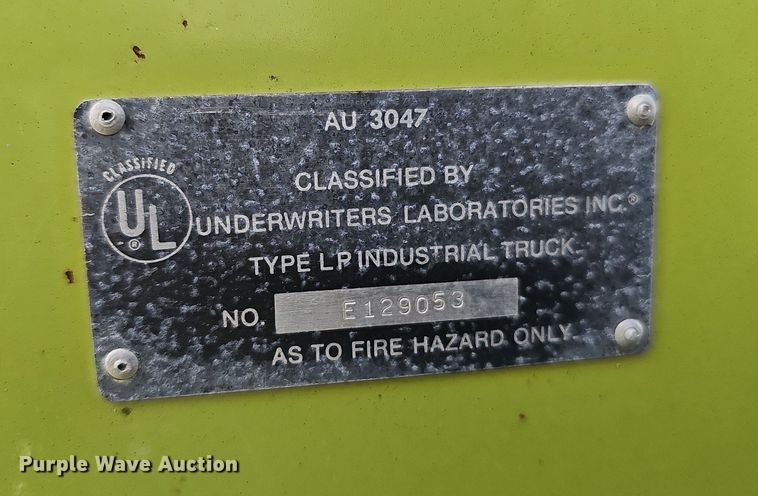 AU 3047
CLASSIFIED
UL
®
CLASSIFIED BY
UNDERWRITERS LABORATORIES INC.®
TYPE LP INDUSTRIAL TRUCK
NO. E129053
AS TO FIRE HAZARD ONLY.
Purple Wave Auction